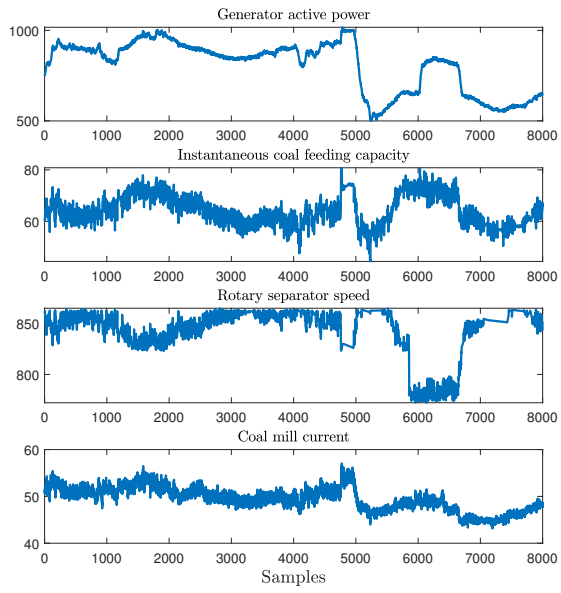 Generator active power
1000
500
0 1000 2000 3000 4000 5000 6000 7000 8000
Instantaneous coal feeding capacity
80
60
0 1000 2000 3000 4000 5000 6000 7000 8000
Rotary separator speed
850
800
0 1000 2000 3000 4000 5000 6000 7000 8000
Coal mill current
60
50
40
0 1000 2000 3000 4000 5000 6000 7000 8000
Samples